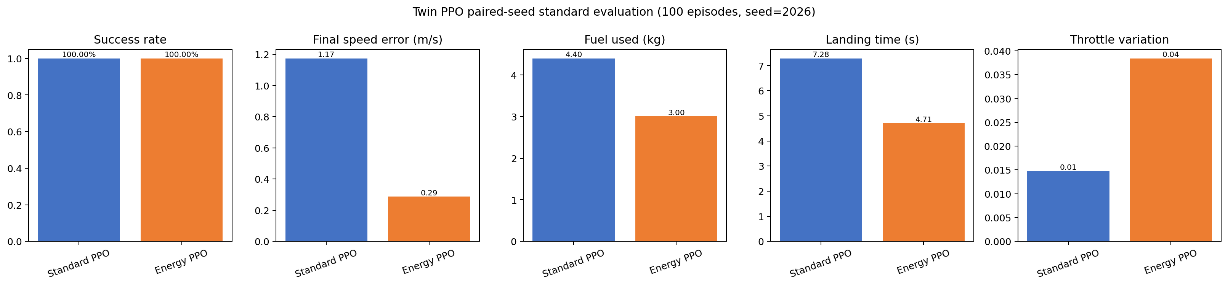 Twin PPO paired-seed standard evaluation (100 episodes, seed=2026)
Success rate
1.0
0.8
0.6
0.4
0.2
0.0
100.00%
100.00%
Standard PPO
Energy PPO
Final speed error (m/s)
1.2
1.0
0.8
0.6
0.4
0.2
0.0
1.17
0.29
Standard PPO
Energy PPO
Fuel used (kg)
4
3
2
1
0
4.40
3.00
Standard PPO
Energy PPO
Landing time (s)
7
6
5
4
3
2
1
0
7.28
4.71
Standard PPO
Energy PPO
Throttle variation
0.040
0.035
0.030
0.025
0.020
0.015
0.010
0.005
0.000
0.01
0.04
Standard PPO
Energy PPO